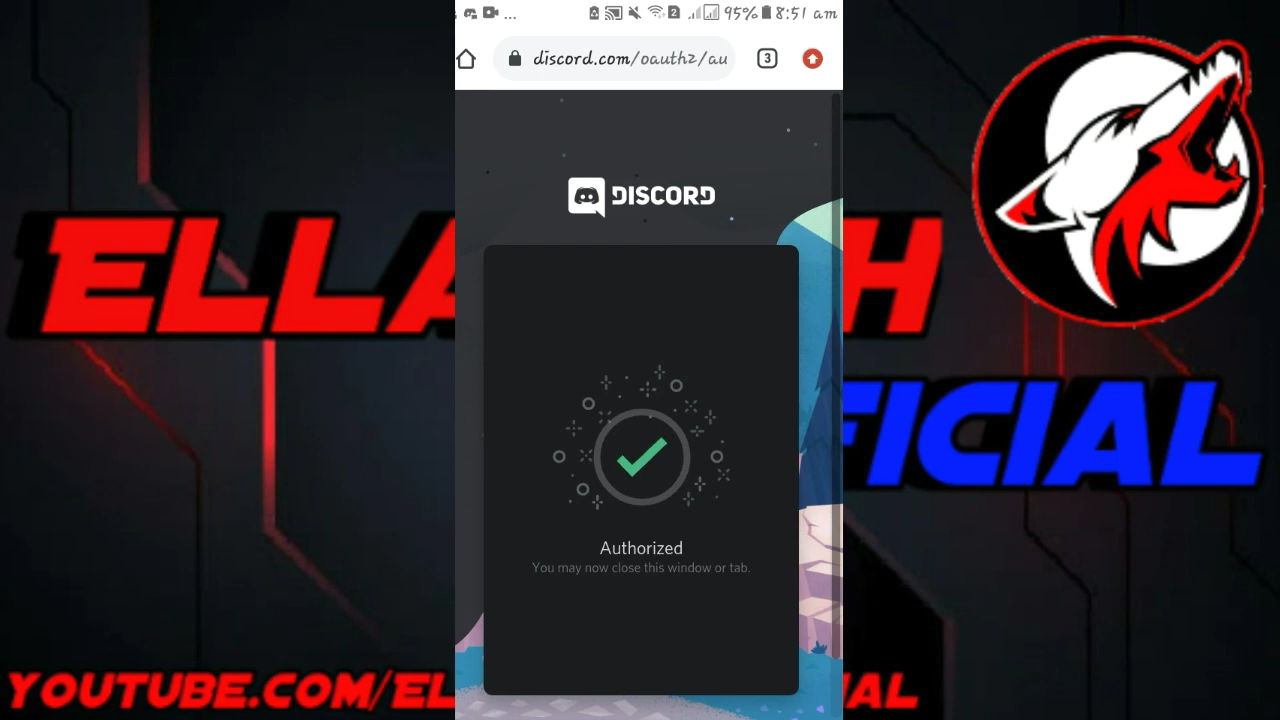 ... 2 95% 8:51 am
discord.com/oauth2/au
3
DISCORD
ELLA H
FICIAL
Authorized
You may now close this window or tab.
YOUTUBE.COM/EL IAL